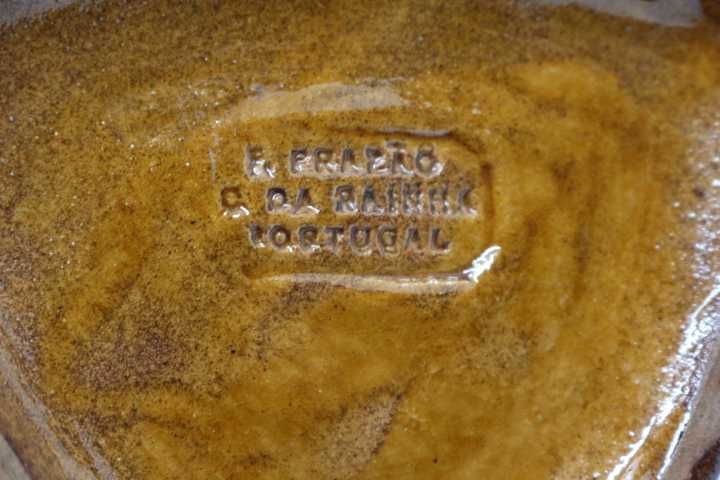 F. FRAZÃO
C. DA RAINHA
PORTUGAL